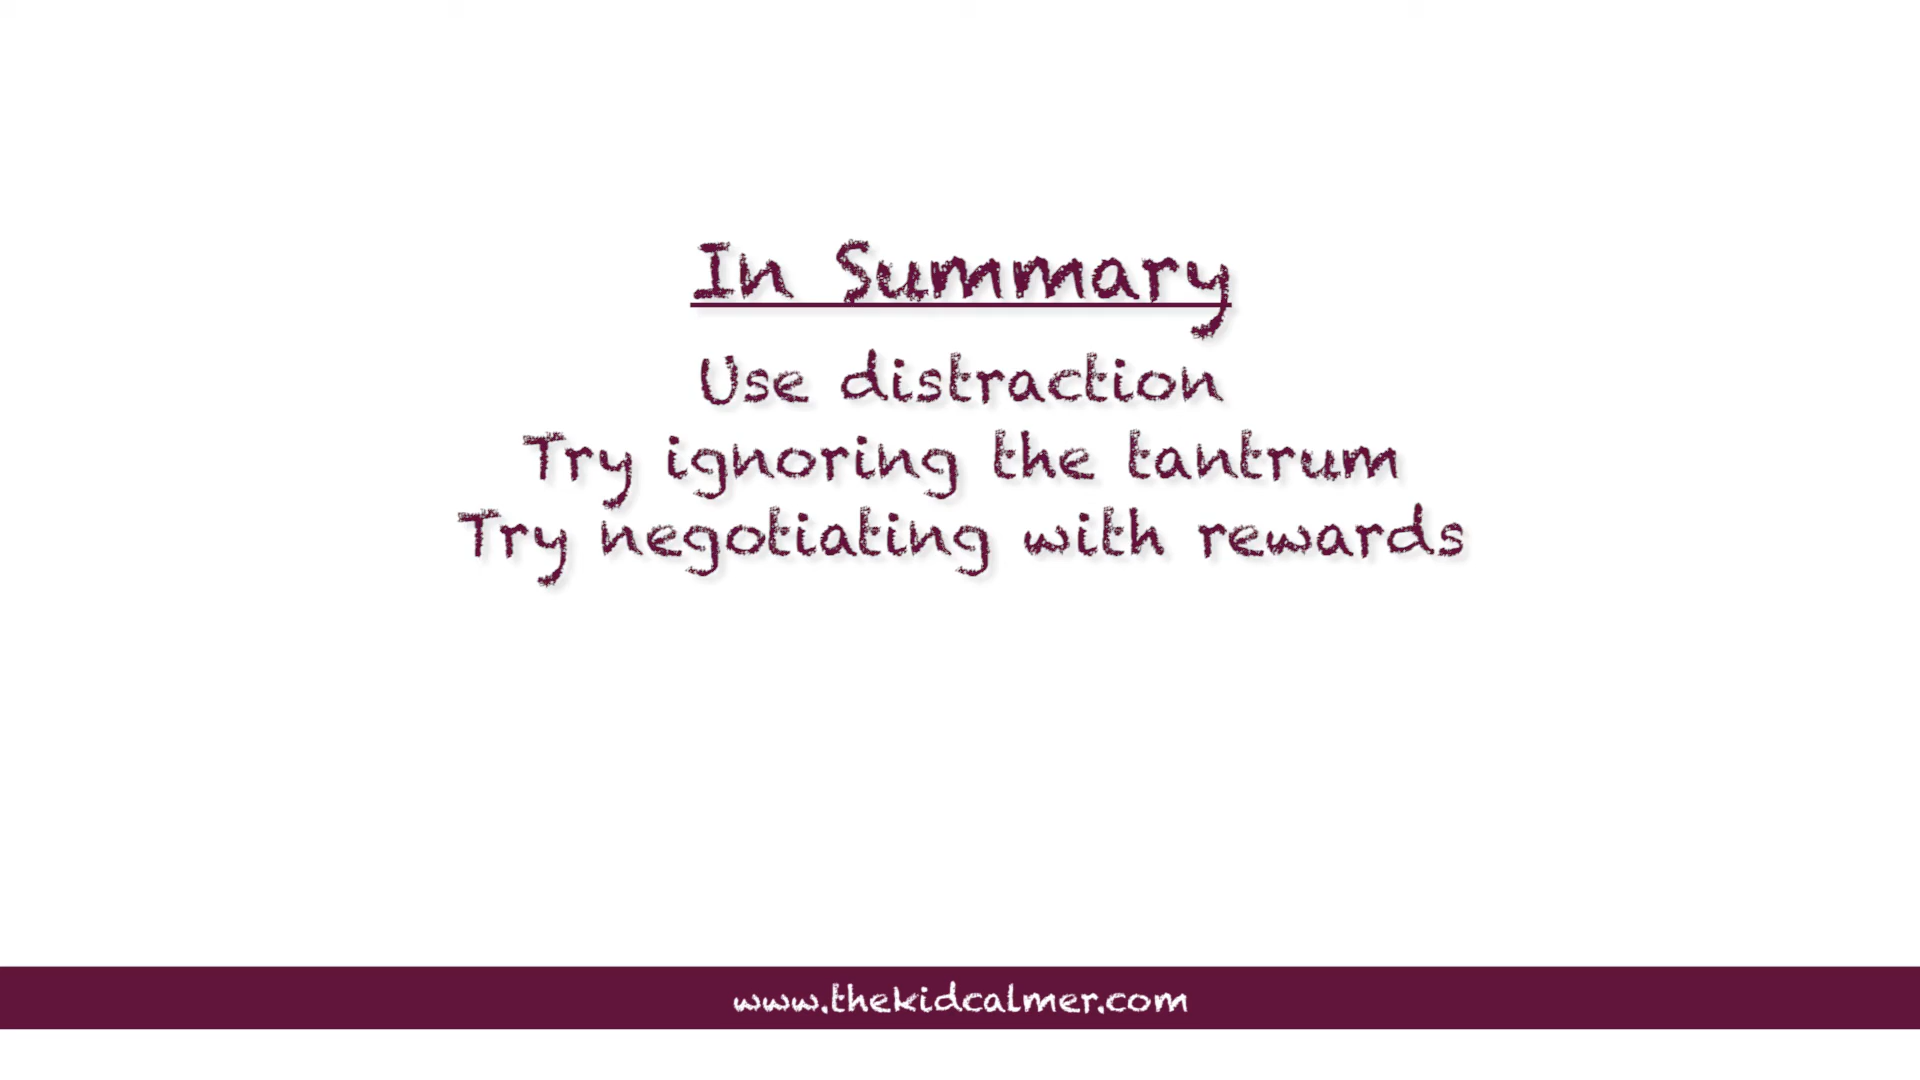 In Summary
Use distraction
Try ignoring the tantrum
Try negotiating with rewards
www.thekidcalmer.com